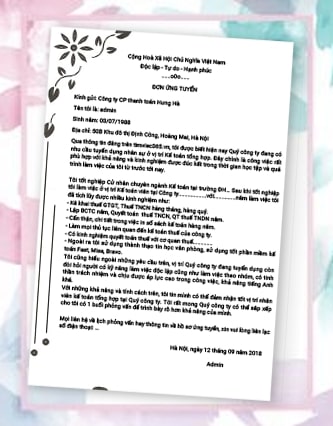 Cộng Hoà Xã Hội Chủ Nghĩa Việt Nam
Độc lập - Tự do - Hạnh phúc
----o0o----
ĐƠN ỨNG TUYỂN
Kính gửi: Công ty CP thanh toán Hưng Hà
Tên tôi là: admin
Sinh năm: 03/07/1988
Địa chỉ: 50B Khu đô thị Định Công, Hoàng Mai, Hà Nội
Qua thông tin đăng trên timviec365.vn, tôi được biết hiện nay Quý công ty đang có
nhu cầu tuyển dụng nhân sự ở vị trí Kế toán tổng hợp. Đây chính là công việc rất
phù hợp với khả năng và kinh nghiệm được đúc kết trong thời gian học tập và quá
trình làm việc của tôi từ trước tới nay.
Tôi tốt nghiệp Cử nhân chuyên ngành Kế toán tại trường ĐH... Sau khi tốt nghiệp
tôi làm việc ở vị trí Kế toán viên tại Công ty..................với........năm làm việc tôi
đã tích lũy được nhiều kinh nghiệm như:
- Kê khai thuế GTGT, Thuế TNCN hàng tháng, hàng quý.
- Lập BCTC năm, Quyết toán thuế TNCN, QT thuế TNDN năm.
- Cẩn thận, chi tiết trong việc in sổ sách kế toán hàng năm.
- Làm mọi thủ tục liên quan đến kế toán thuế của công ty.
- Có kinh nghiệm quyết toán thuế với cơ quan thuế........
- Ngoài ra tôi sử dụng thành thạo tin học văn phòng, sử dụng tốt phần mềm kế
toán Fast, Misa, Bravo.
Tôi cũng hiểu ngoài những yêu cầu trên, vị trí Quý công ty đang tuyển dụng còn
đòi hỏi người có kỹ năng làm việc độc lập cũng như làm việc theo nhóm, có tinh
thần trách nhiệm và chịu được áp lực cao trong công việc, khả năng tiếng Anh
khá.
Với những khả năng và tính cách trên, tôi tin mình có thể đảm nhận tốt vị trí nhân
viên kế toán tổng hợp tại Quý công ty. Tôi rất mong Quý công ty có thể sắp xếp
cho tôi có 1 buổi phỏng vấn để trình bày rõ hơn khả năng của mình.
Mọi liên hệ về lịch phỏng vấn hay thông tin về hồ sơ ứng tuyển, xin vui lòng liên lạc
số điện thoại ...
Hà Nội, ngày 12 tháng 09 năm 2018
Admin